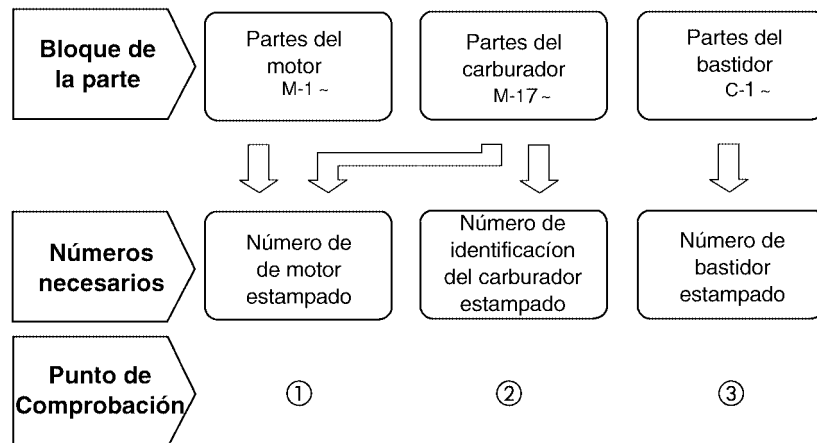 Bloque de
la parte
Partes del
motor
M-1 ~
Partes del
carburador
M-17 ~
Partes del
bastidor
C-1 ~
Números
necesarios
Número de
de motor
estampado
Número de
identificacíon
del carburador
estampado
Número de
bastidor
estampado
Punto de
Comprobación
①
②
③